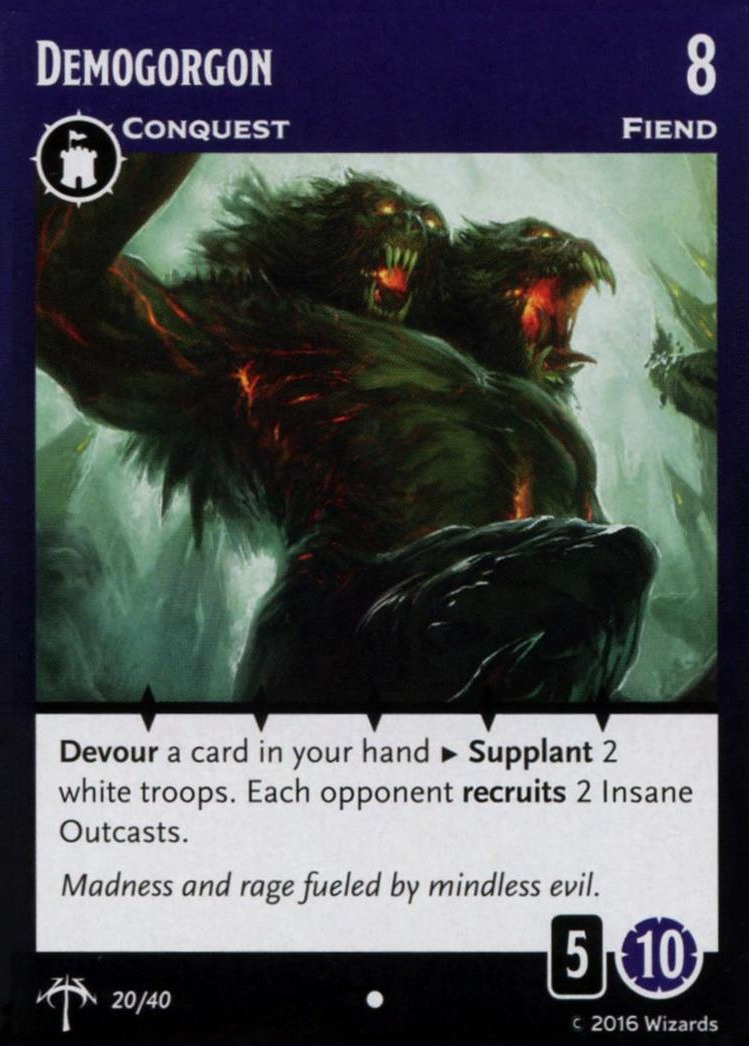 DEMOGORGON 8
CONQUEST FIEND
Devour a card in your hand ► Supplant 2
white troops. Each opponent recruits 2 Insane
Outcasts.
Madness and rage fueled by mindless evil.
5 10
20/40
© 2016 Wizards